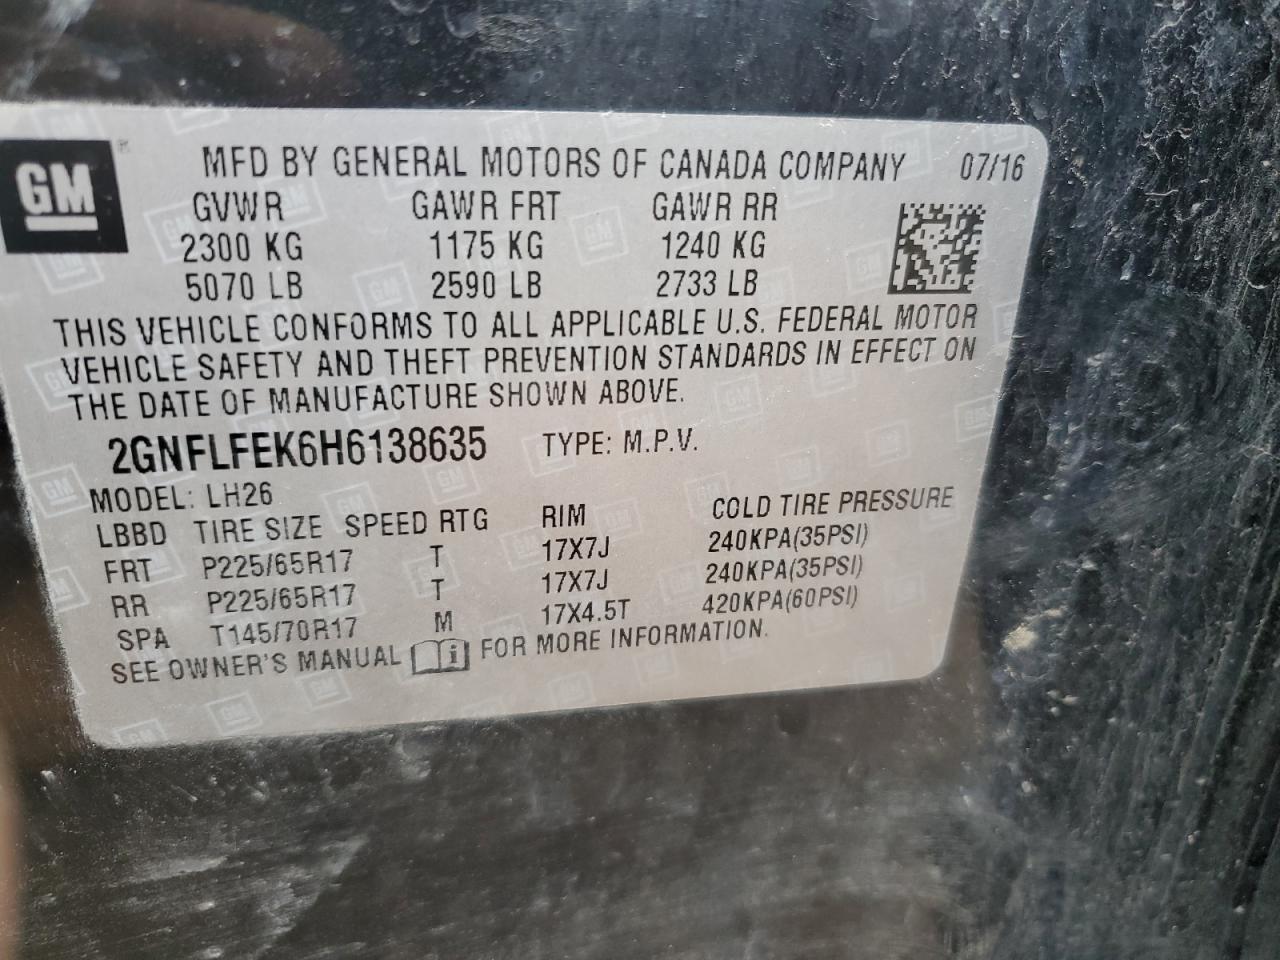 GM ®
MFD BY GENERAL MOTORS OF CANADA COMPANY 07/16
GVWR GAWR FRT GAWR RR
2300 KG 1175 KG 1240 KG
5070 LB 2590 LB 2733 LB
THIS VEHICLE CONFORMS TO ALL APPLICABLE U.S. FEDERAL MOTOR
VEHICLE SAFETY AND THEFT PREVENTION STANDARDS IN EFFECT ON
THE DATE OF MANUFACTURE SHOWN ABOVE.
2GNFLFEK6H6138635 TYPE: M.P.V.
MODEL: LH26
LBBD TIRE SIZE SPEED RTG RIM COLD TIRE PRESSURE
FRT P225/65R17 T 17X7J 240KPA(35PSI)
RR P225/65R17 T 17X7J 240KPA(35PSI)
SPA T145/70R17 M 17X4.5T 420KPA(60PSI)
SEE OWNER'S MANUAL i FOR MORE INFORMATION.